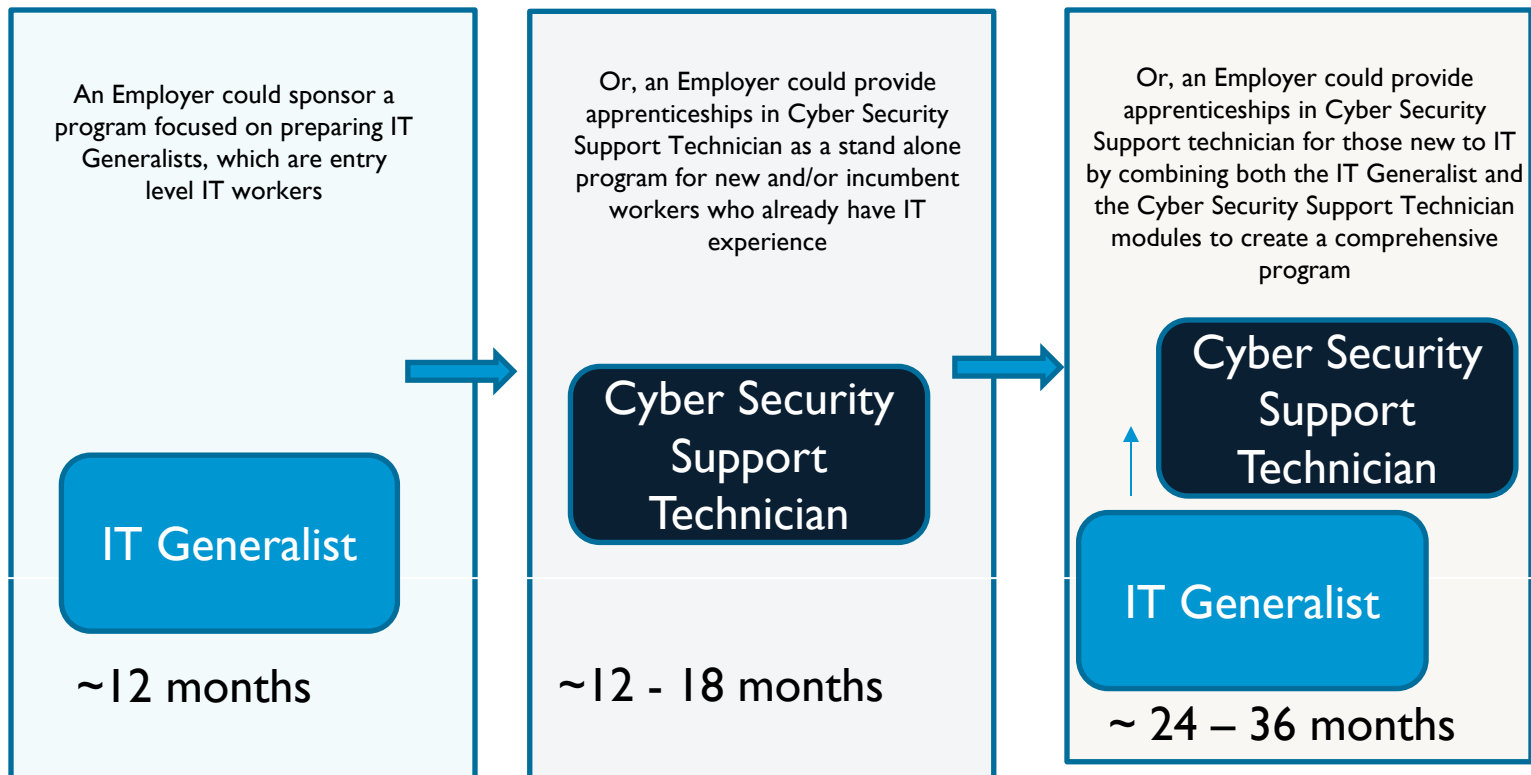 An Employer could sponsor a
program focused on preparing IT
Generalists, which are entry
level IT workers
IT Generalist
~12 months
Or, an Employer could provide
apprenticeships in Cyber Security
Support Technician as a stand alone
program for new and/or incumbent
workers who already have IT
experience
Cyber Security
Support
Technician
~12 - 18 months
Or, an Employer could provide
apprenticeships in Cyber Security
Support technician for those new to IT
by combining both the IT Generalist and
the Cyber Security Support Technician
modules to create a comprehensive
program
Cyber Security
Support
Technician
IT Generalist
~ 24 – 36 months